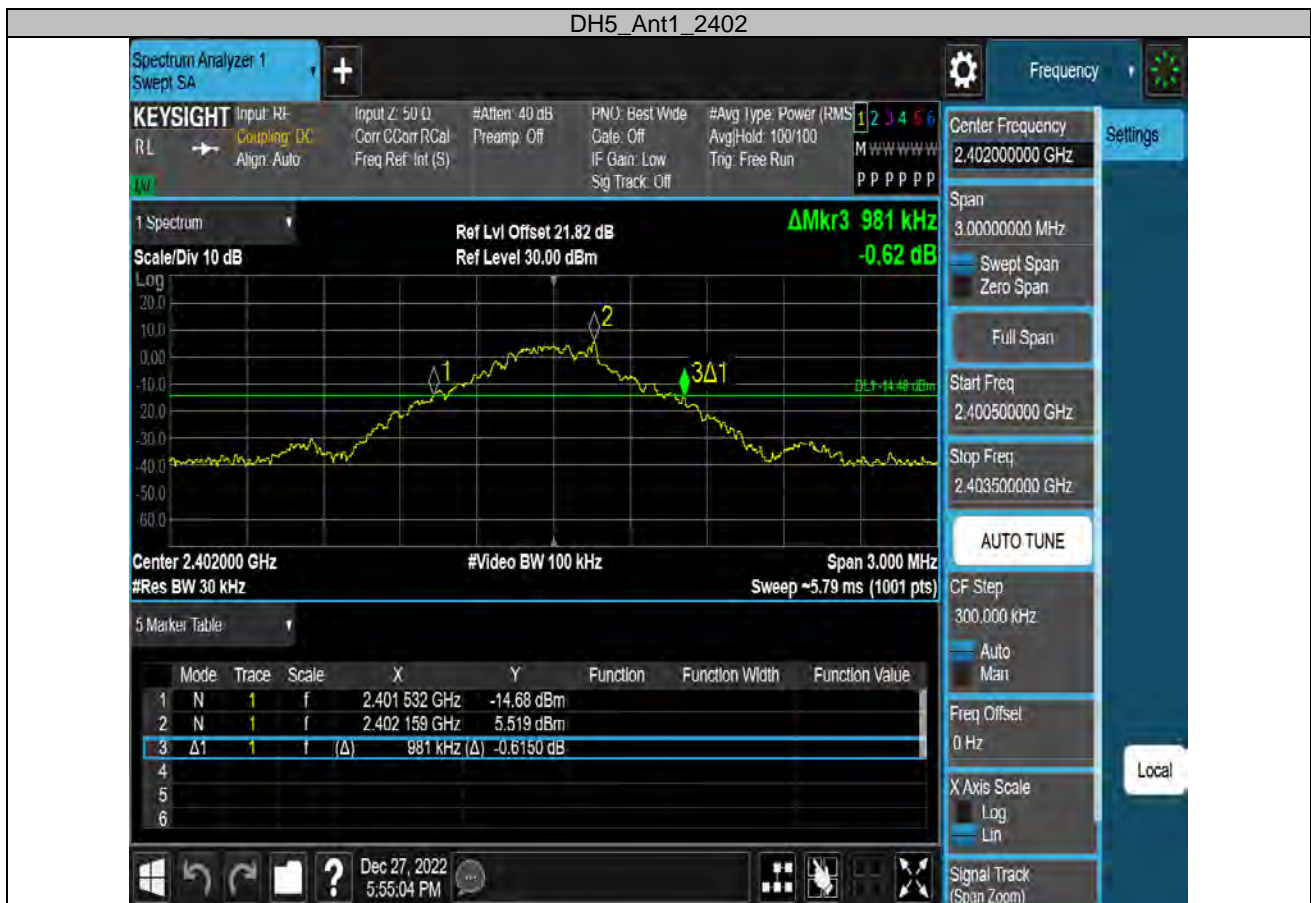 DH5_Ant1_2402
Spectrum Analyzer 1
Swept SA
Frequency
KEYSIGHT
RL
Input: RF
Coupling: DC
Align: Auto
Input Z: 50 Ω
Corr CCorr RCal
Freq Ref: Int (S)
#Atten: 40 dB
Preamp: Off
PNO: Best Wide
Gate: Off
IF Gain: Low
Sig Track: Off
#Avg Type: Power (RMS
Avg|Hold: 100/100
Trig: Free Run
1 2 3 4 5 6
M W W W W W
P P P P P P
1 Spectrum
Scale/Div 10 dB
Ref Lvl Offset 21.82 dB
Ref Level 30.00 dBm
ΔMkr3 981 kHz
-0.62 dB
Log
20.0
10.0
0.00
-10.0
-20.0
-30.0
-40.0
-50.0
-60.0
1
2
3Δ1
DL1 -14.48 dBm
Center 2.402000 GHz
#Video BW 100 kHz
Span 3.000 MHz
#Res BW 30 kHz
Sweep ~5.79 ms (1001 pts)
5 Marker Table
Mode Trace Scale X Y Function Function Width Function Value
1 N 1 f 2.401 532 GHz -14.68 dBm
2 N 1 f 2.402 159 GHz 5.519 dBm
3 Δ1 1 f (Δ) 981 kHz (Δ) -0.6150 dB
4
5
6
Dec 27, 2022
5:55:04 PM
Center Frequency
2.402000000 GHz
Settings
Span
3.00000000 MHz
Swept Span
Zero Span
Full Span
Start Freq
2.400500000 GHz
Stop Freq
2.403500000 GHz
AUTO TUNE
CF Step
300.000 kHz
Auto
Man
Freq Offset
0 Hz
Local
X Axis Scale
Log
Lin
Signal Track
(Span Zoom)